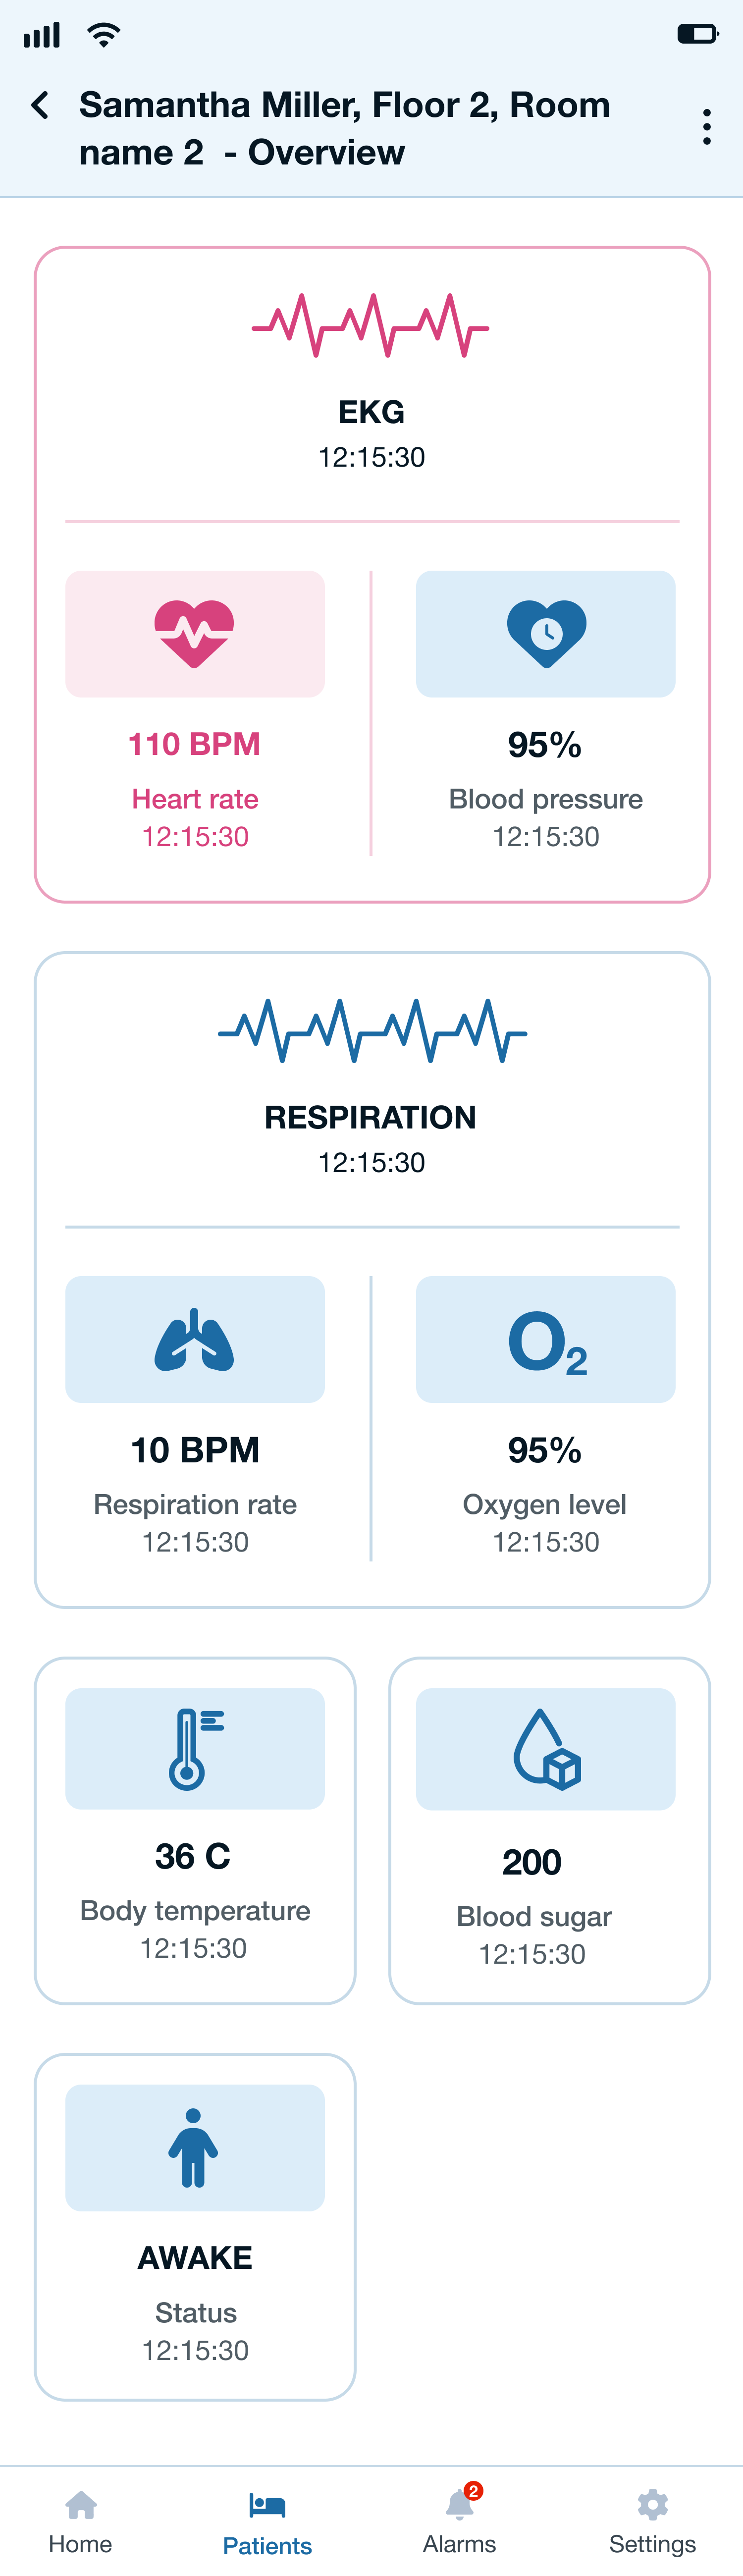 Samantha Miller, Floor 2, Room
name 2  - Overview
EKG
12:15:30
110 BPM
Heart rate
12:15:30
95%
Blood pressure
12:15:30
RESPIRATION
12:15:30
O2
10 BPM
Respiration rate
12:15:30
95%
Oxygen level
12:15:30
36 C
Body temperature
12:15:30
200
Blood sugar
12:15:30
AWAKE
Status
12:15:30
2
Home
Patients
Alarms
Settings